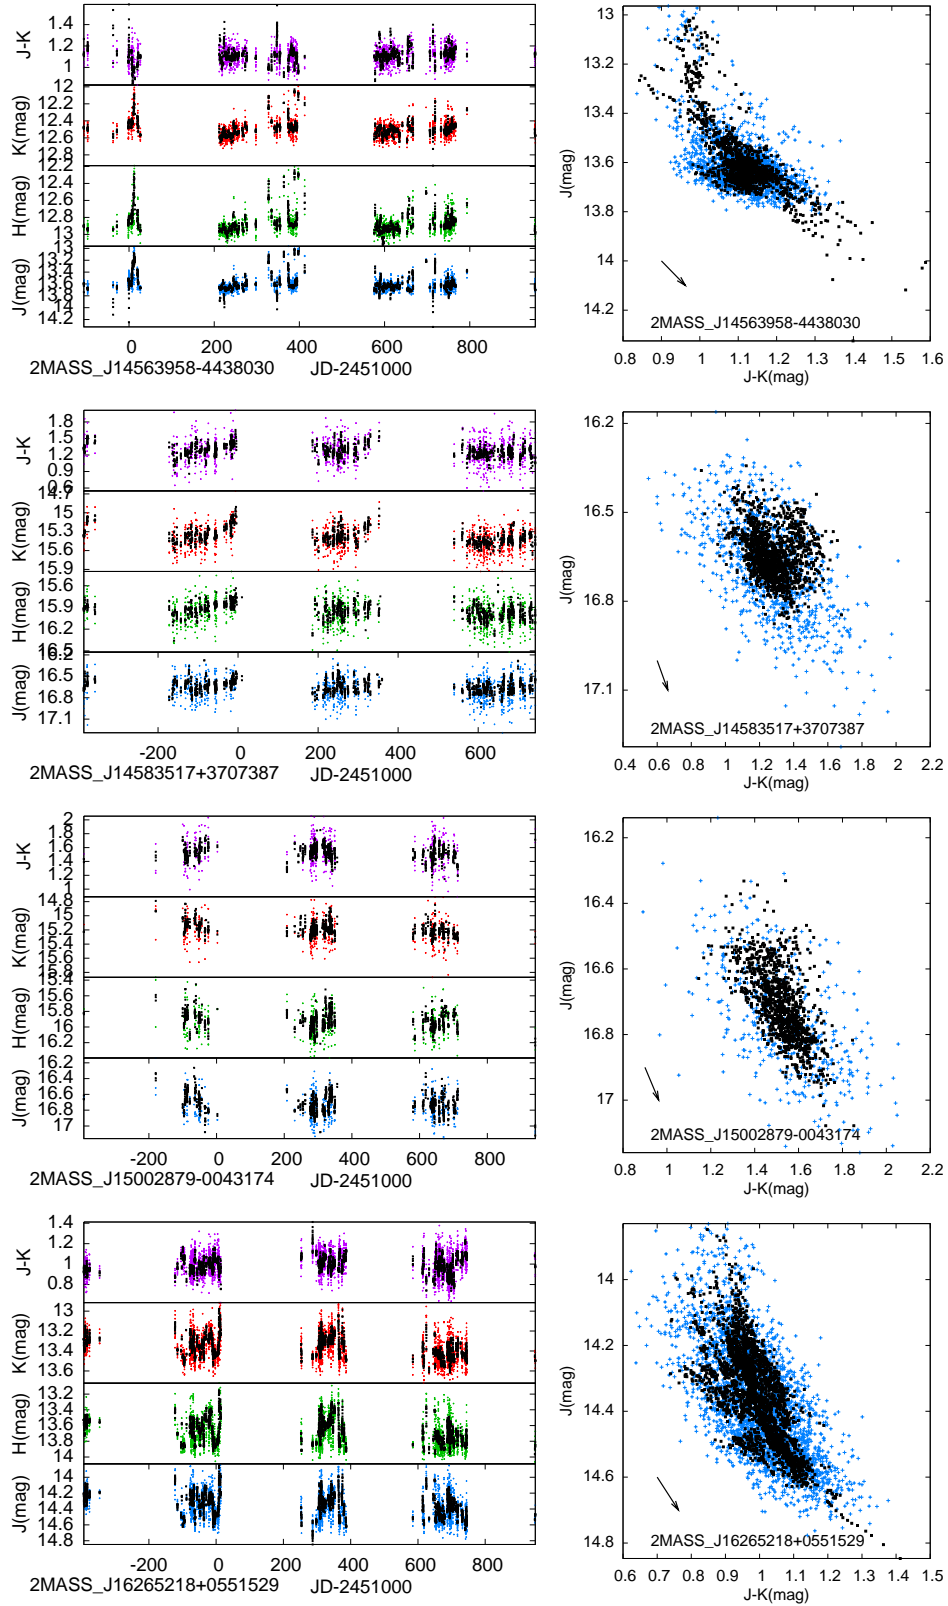 J-K
1.4
1.2
1
K(mag)
12
12.2
12.4
12.6
12.8
H(mag)
12.2
12.4
12.8
13
J(mag)
13
13.2
13.4
13.6
13.8
14
14.2
0 200 400 600 800
2MASS_J14563958-4438030 JD-2451000
J(mag)
13
13.2
13.4
13.6
13.8
14
14.2
2MASS_J14563958-4438030
0.8 0.9 1 1.1 1.2 1.3 1.4 1.5 1.6
J-K(mag)
J-K
1.8
1.5
1.2
0.9
0.6
K(mag)
14.7
15
15.3
15.6
15.9
H(mag)
15.6
15.9
16.2
16.5
J(mag)
16.2
16.5
16.8
17.1
-200 0 200 400 600
2MASS_J14583517+3707387 JD-2451000
J(mag)
16.2
16.5
16.8
17.1
2MASS_J14583517+3707387
0.4 0.6 0.8 1 1.2 1.4 1.6 1.8 2 2.2
J-K(mag)
J-K
2
1.8
1.6
1.4
1.2
1
K(mag)
14.8
15
15.2
15.4
15.6
15.8
H(mag)
15.4
15.6
15.8
16
16.2
J(mag)
16.2
16.4
16.6
16.8
17
-200 0 200 400 600 800
2MASS_J15002879-0043174 JD-2451000
J(mag)
16.2
16.4
16.6
16.8
17
2MASS_J15002879-0043174
0.8 1 1.2 1.4 1.6 1.8 2 2.2
J-K(mag)
J-K
1.4
1.2
1
0.8
K(mag)
13
13.2
13.4
13.6
H(mag)
13.2
13.4
13.6
13.8
14
J(mag)
14
14.2
14.4
14.6
14.8
-200 0 200 400 600 800
2MASS_J16265218+0551529 JD-2451000
J(mag)
14
14.2
14.4
14.6
14.8
2MASS_J16265218+0551529
0.6 0.7 0.8 0.9 1 1.1 1.2 1.3 1.4 1.5
J-K(mag)